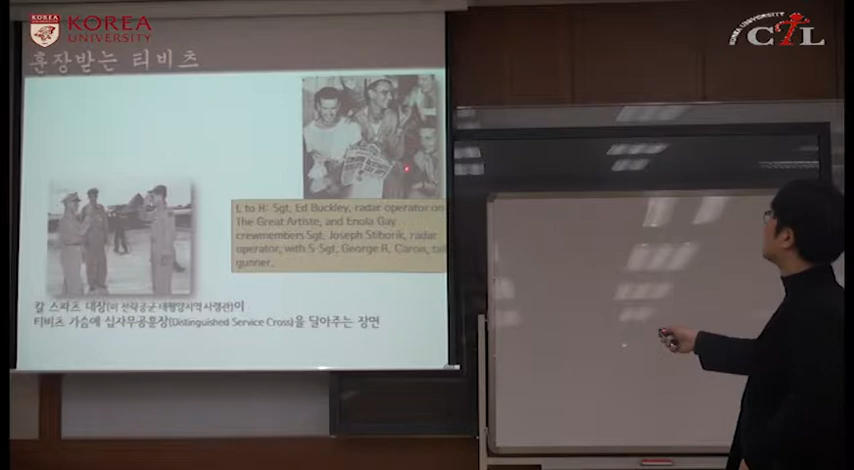 KOREA
UNIVERSITY
KOREA UNIVERSITY
CTL
훈장받는 티비츠
L to R: Sgt. Ed Buckley, radar operator on
The Great Artiste, and Enola Gay
crewmembers Sgt. Joseph Stiborik, radar
operator, with S-Sgt. George R. Caron, tail
gunner.
칼 스파츠 대장(미 전략공군 태평양지역 사령관)이
티비츠 가슴에 십자무공훈장(Distinguished Service Cross)을 달아주는 장면